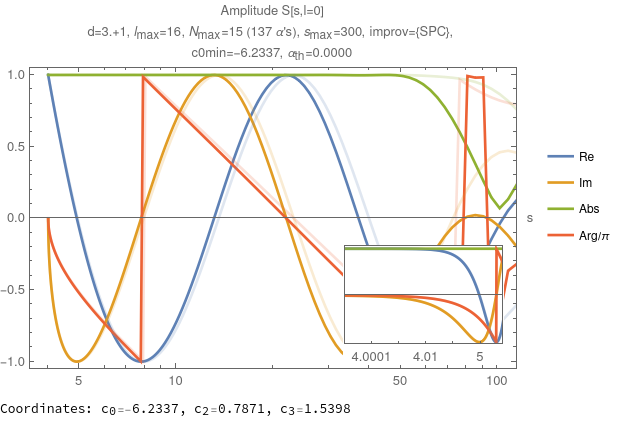 Amplitude S[s,l=0]
d=3.+1, lmax=16, Nmax=15 (137 α's), smax=300, improv={SPC},
c0min=−6.2337, αth=0.0000
1.0
0.5
0.0
−0.5
−1.0
s
Re
Im
Abs
Arg/π
4.0001 4.01 5
5 10 50 100
Coordinates: c0=−6.2337, c2=0.7871, c3=1.5398